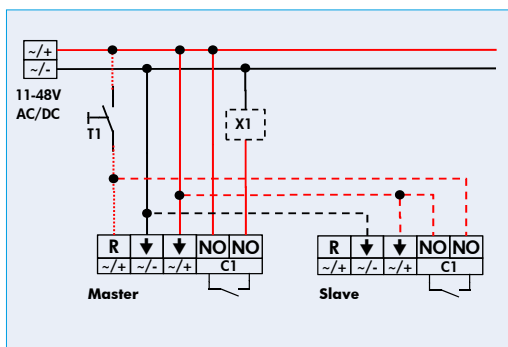 ~/+
~/-
11-48V
AC/DC
T1
X1
R NO NO
~/+ ~/- ~/+ C1
Master
R NO NO
~/+ ~/- ~/+ C1
Slave